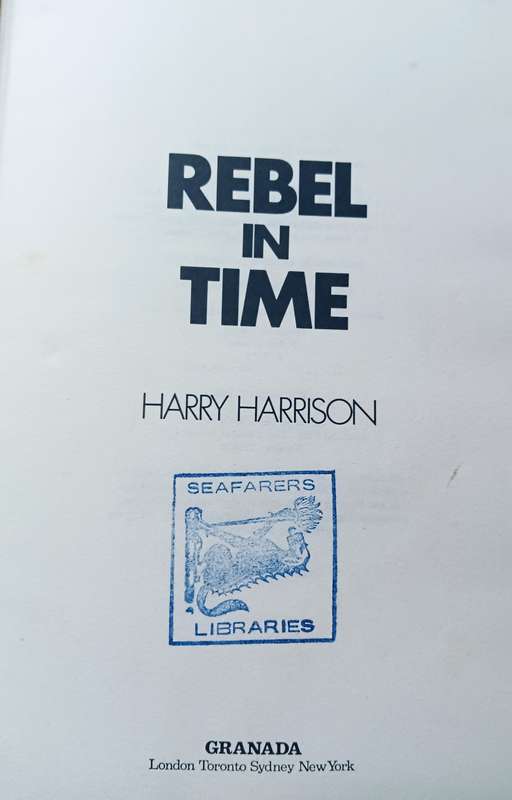 REBEL
IN
TIME
HARRY HARRISON
SEAFARERS
LIBRARIES
GRANADA
London Toronto Sydney New York